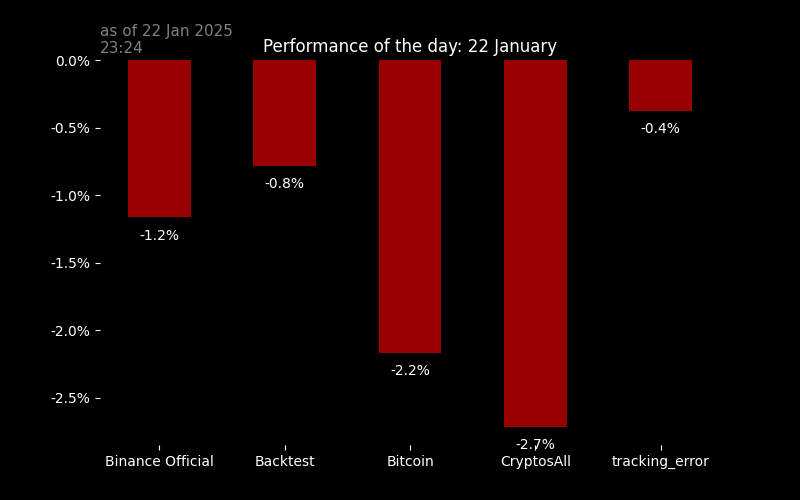 as of 22 Jan 2025
23:24
Performance of the day: 22 January
0.0%
-0.5%
-1.0%
-1.5%
-2.0%
-2.5%
-1.2%
-0.8%
-2.2%
-2.7%
-0.4%
Binance Official
Backtest
Bitcoin
CryptosAll
tracking_error